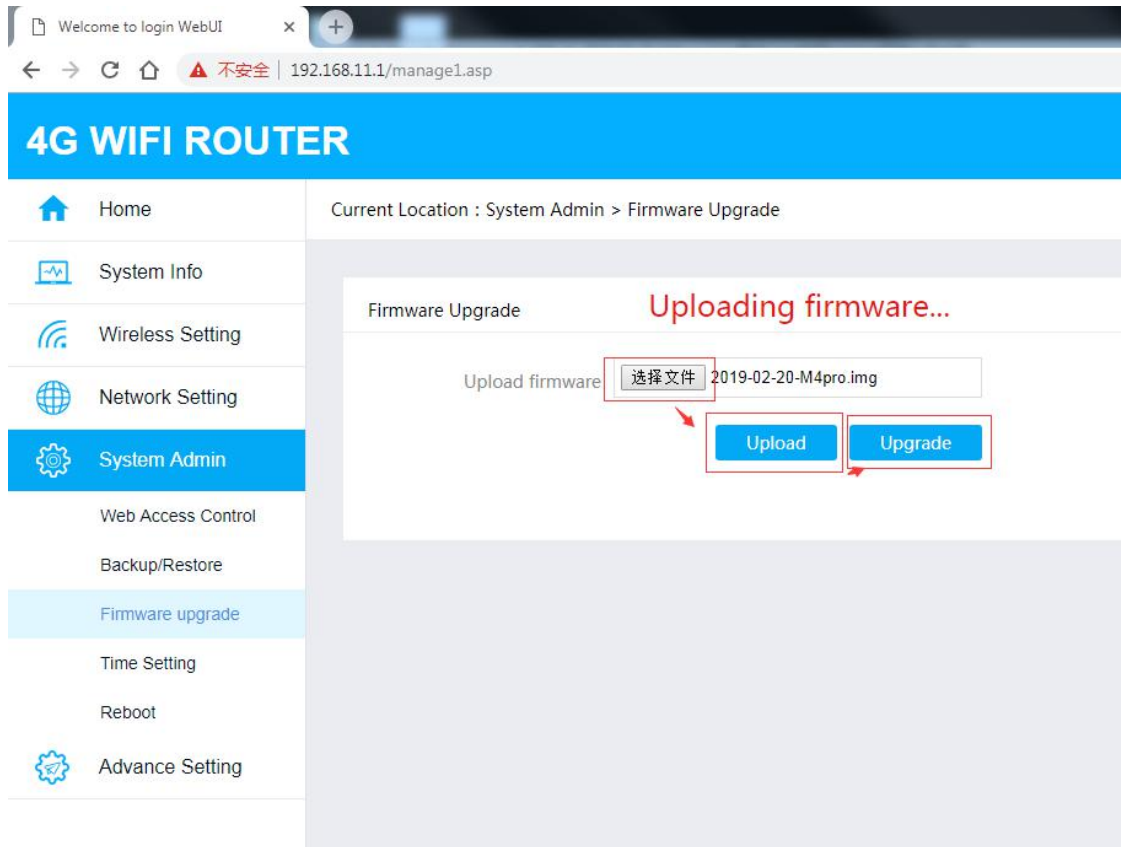 Welcome to login WebUI
不安全 | 192.168.11.1/manage1.asp
4G WIFI ROUTER
Home
Current Location : System Admin > Firmware Upgrade
System Info
Wireless Setting
Network Setting
System Admin
Web Access Control
Backup/Restore
Firmware upgrade
Time Setting
Reboot
Advance Setting
Firmware Upgrade
Uploading firmware...
Upload firmware 选择文件 2019-02-20-M4pro.img
Upload Upgrade